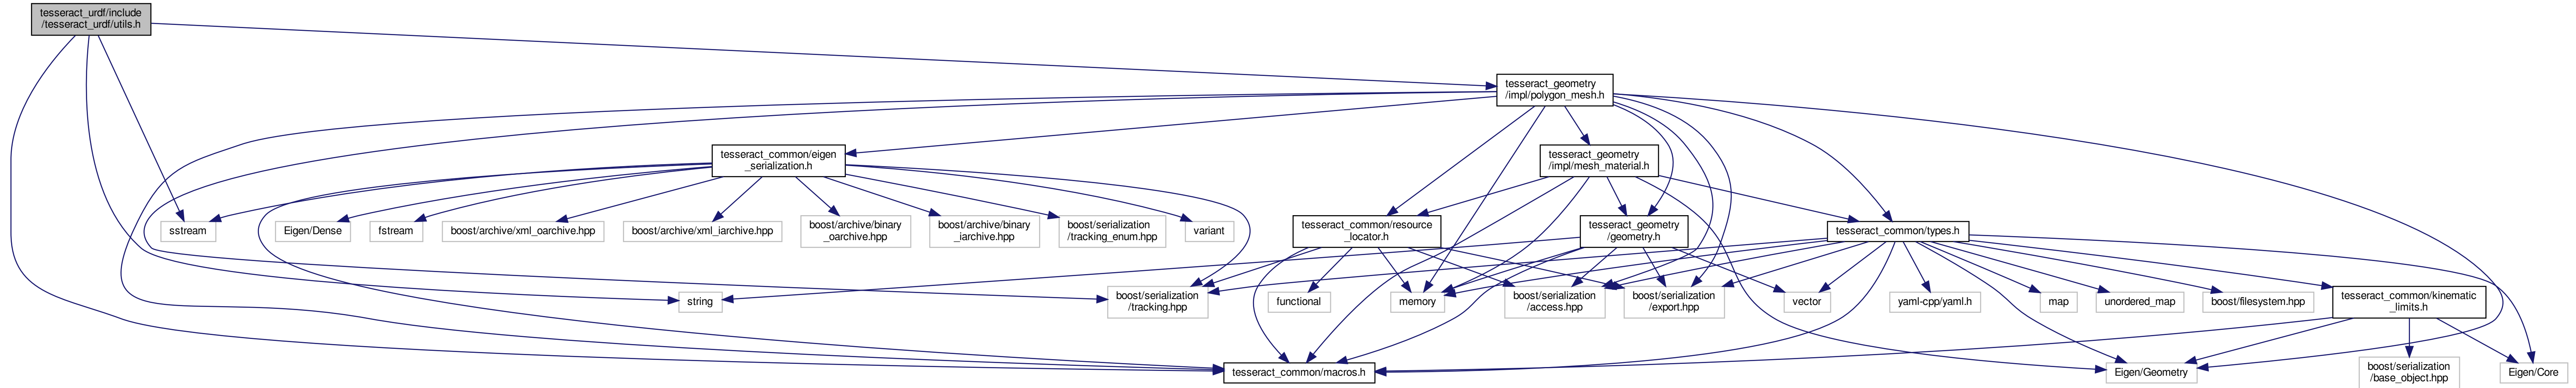 tesseract_urdf/include
/tesseract_urdf/utils.h
tesseract_geometry
/impl/polygon_mesh.h
tesseract_common/eigen
_serialization.h
tesseract_geometry
/impl/mesh_material.h
sstream
Eigen/Dense
fstream
boost/archive/xml_oarchive.hpp
boost/archive/xml_iarchive.hpp
boost/archive/binary
_oarchive.hpp
boost/archive/binary
_iarchive.hpp
boost/serialization
/tracking_enum.hpp
variant
tesseract_common/resource
_locator.h
tesseract_geometry
/geometry.h
tesseract_common/types.h
string
boost/serialization
/tracking.hpp
functional
memory
boost/serialization
/access.hpp
boost/serialization
/export.hpp
vector
yaml-cpp/yaml.h
map
unordered_map
boost/filesystem.hpp
tesseract_common/kinematic
_limits.h
tesseract_common/macros.h
Eigen/Geometry
boost/serialization
/base_object.hpp
Eigen/Core